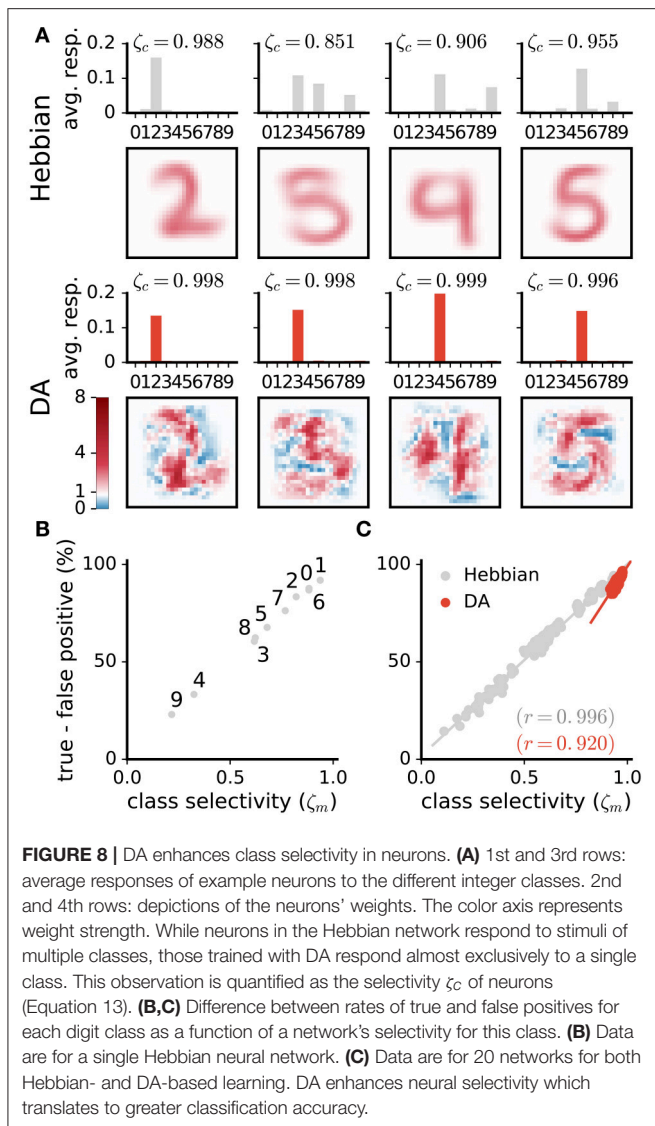 A
Hebbian
avg. resp.
0.2
0.1
0
ζc = 0.988
ζc = 0.851
ζc = 0.906
ζc = 0.955
0123456789
0123456789
0123456789
0123456789
DA
avg. resp.
0.2
0.1
0
ζc = 0.998
ζc = 0.998
ζc = 0.999
ζc = 0.996
0123456789
0123456789
0123456789
0123456789
8
4
1
0
B
true - false positive (%)
100
50
0
9
4
8
3
5
7
2
0
6
1
0.0
0.5
1.0
class selectivity (ζm)
C
100
50
0
Hebbian
DA
(r = 0.996)
(r = 0.920)
0.0
0.5
1.0
class selectivity (ζm)
FIGURE 8 | DA enhances class selectivity in neurons. (A) 1st and 3rd rows:
average responses of example neurons to the different integer classes. 2nd
and 4th rows: depictions of the neurons' weights. The color axis represents
weight strength. While neurons in the Hebbian network respond to stimuli of
multiple classes, those trained with DA respond almost exclusively to a single
class. This observation is quantified as the selectivity ζC of neurons
(Equation 13). (B,C) Difference between rates of true and false positives for
each digit class as a function of a network's selectivity for this class. (B) Data
are for a single Hebbian neural network. (C) Data are for 20 networks for both
Hebbian- and DA-based learning. DA enhances neural selectivity which
translates to greater classification accuracy.